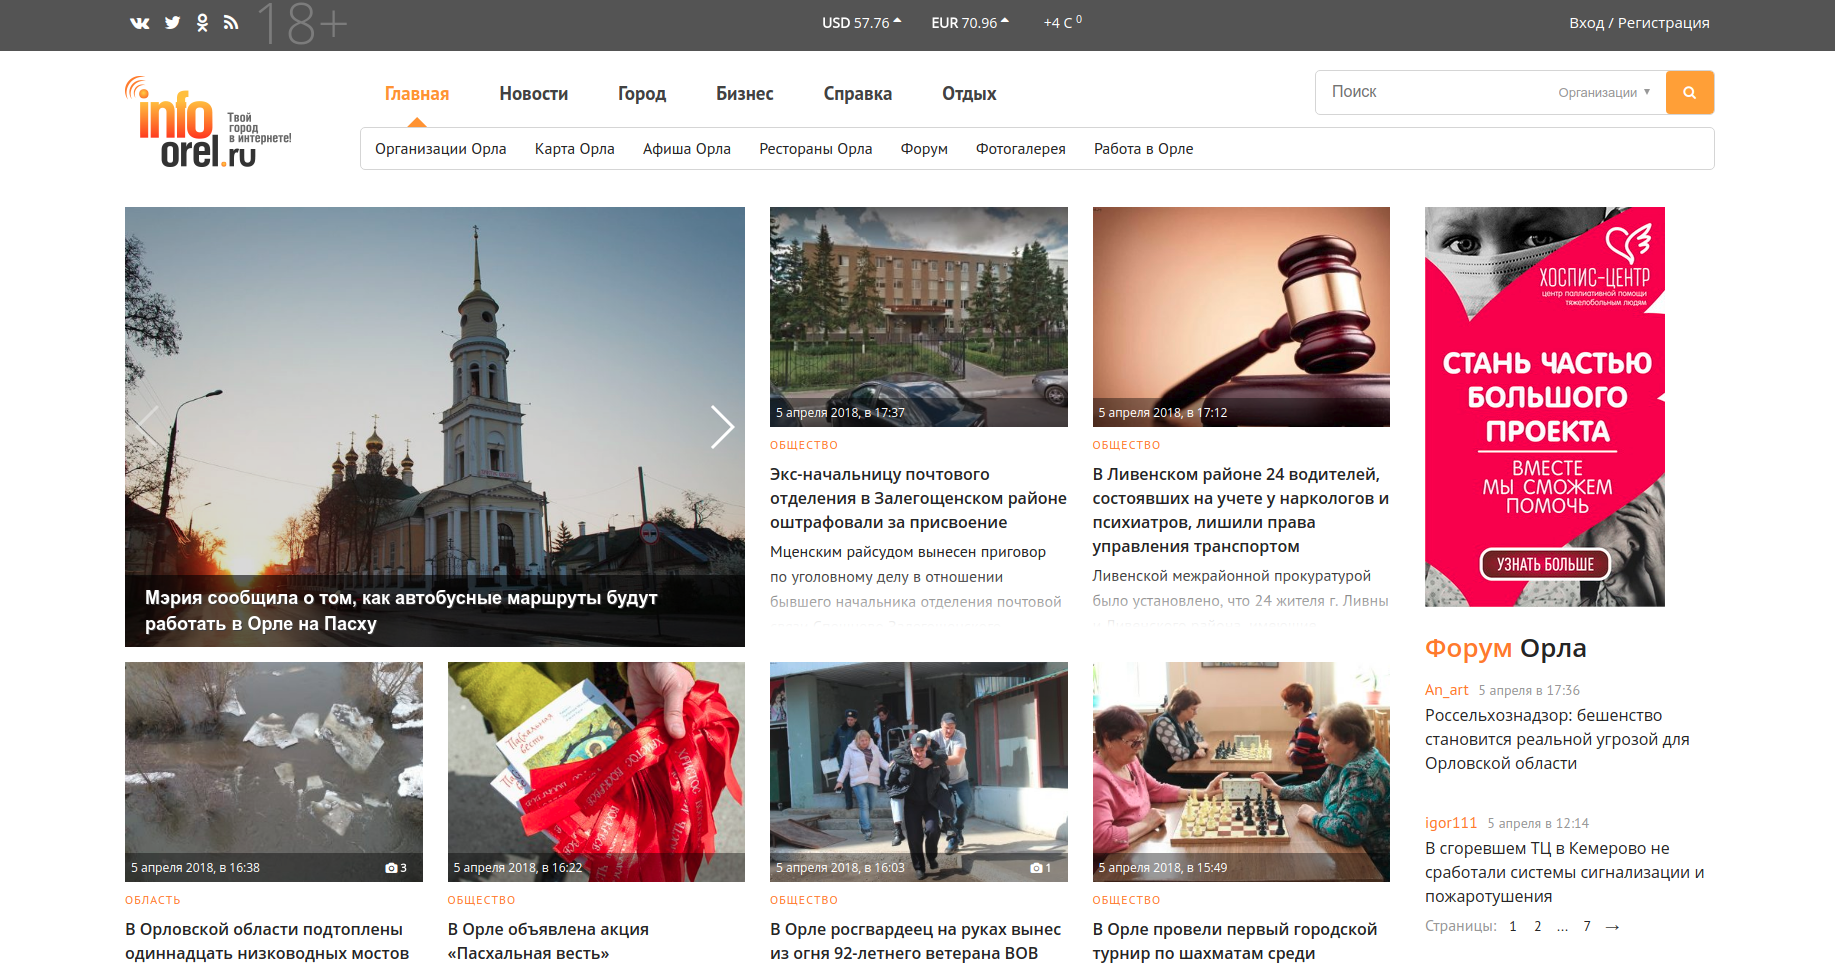 18+
USD 57.76 EUR 70.96 +4 C 0
Вход / Регистрация
info
orel.ru
Твой
город
в интернете!
Главная Новости Город Бизнес Справка Отдых
Поиск Организации
Организации Орла Карта Орла Афиша Орла Рестораны Орла Форум Фотогалерея Работа в Орле
Мэрия сообщила о том, как автобусные маршруты будут
работать в Орле на Пасху
5 апреля 2018, в 17:37
ОБЩЕСТВО
Экс-начальницу почтового
отделения в Залегощенском районе
оштрафовали за присвоение
Мценским райсудом вынесен приговор
по уголовному делу в отношении
бывшего начальника отделения почтовой
5 апреля 2018, в 17:12
ОБЩЕСТВО
В Ливенском районе 24 водителей,
состоявших на учете у наркологов и
психиатров, лишили права
управления транспортом
Ливенской межрайонной прокуратурой
было установлено, что 24 жителя г. Ливны
ХОСПИС-ЦЕНТР
центр паллиативной помощи
тяжелобольным людям
СТАНЬ ЧАСТЬЮ
БОЛЬШОГО
ПРОЕКТА
ВМЕСТЕ
МЫ СМОЖЕМ
ПОМОЧЬ
УЗНАТЬ БОЛЬШЕ
5 апреля 2018, в 16:38 3
ОБЛАСТЬ
В Орловской области подтоплены
одиннадцать низководных мостов
Пасхальная
весть
5 апреля 2018, в 16:22
ОБЩЕСТВО
В Орле объявлена акция
«Пасхальная весть»
5 апреля 2018, в 16:03 1
ОБЩЕСТВО
В Орле росгвардеец на руках вынес
из огня 92-летнего ветерана ВОВ
5 апреля 2018, в 15:49
ОБЩЕСТВО
В Орле провели первый городской
турнир по шахматам среди
Форум Орла
An_art 5 апреля в 17:36
Россельхознадзор: бешенство
становится реальной угрозой для
Орловской области
igor111 5 апреля в 12:14
В сгоревшем ТЦ в Кемерово не
сработали системы сигнализации и
пожаротушения
Страницы: 1 2 ... 7 →